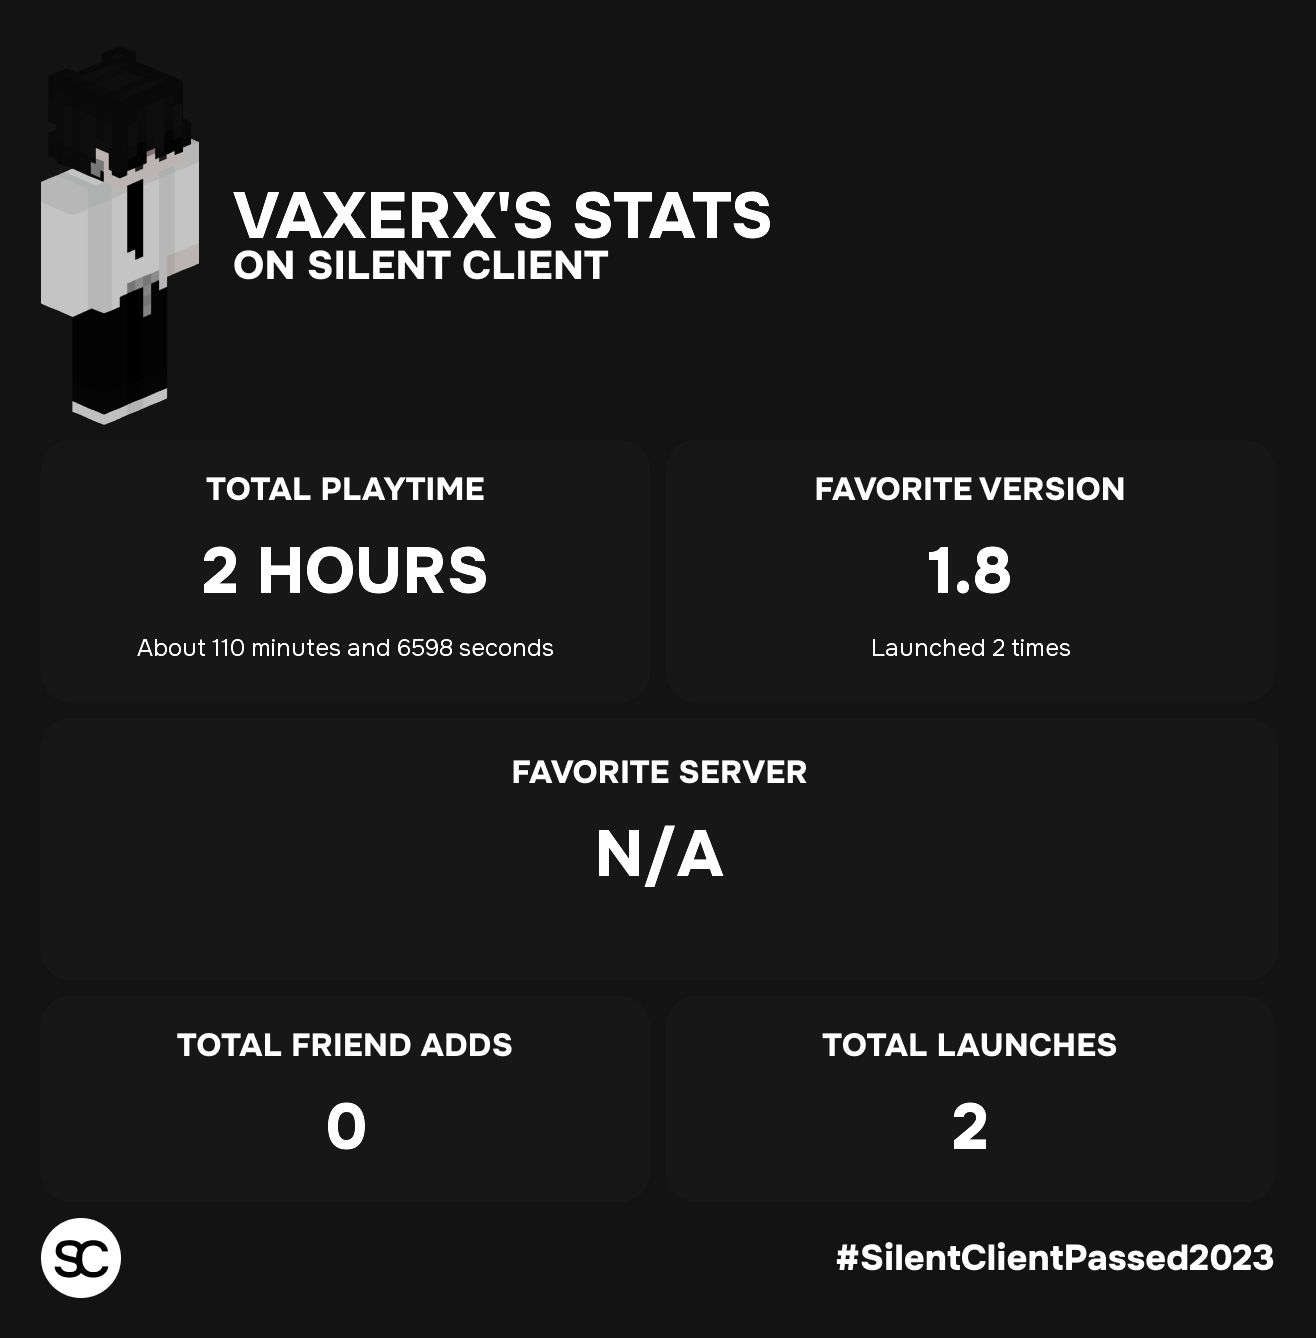 VAXERX'S STATS
ON SILENT CLIENT
TOTAL PLAYTIME
2 HOURS
About 110 minutes and 6598 seconds
FAVORITE VERSION
1.8
Launched 2 times
FAVORITE SERVER
N/A
TOTAL FRIEND ADDS
0
TOTAL LAUNCHES
2
SC
#SilentClientPassed2023